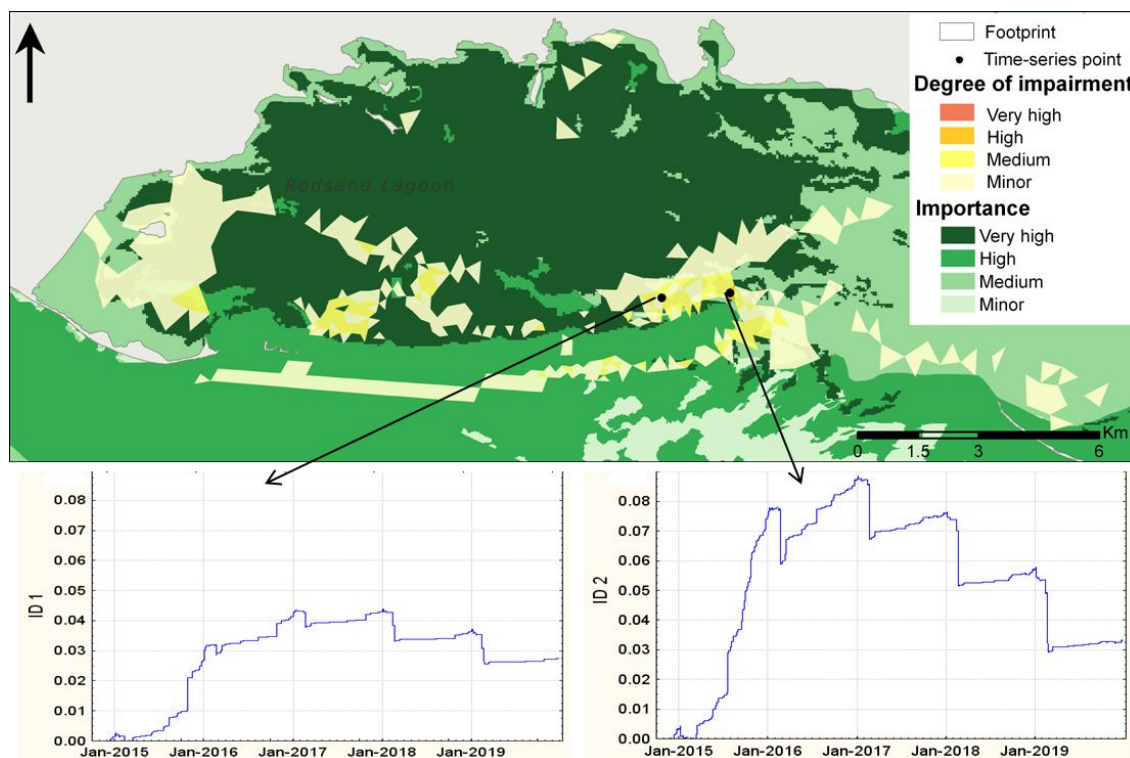 Footprint
Time-series point
Degree of impairment
Very high
High
Medium
Minor
Importance
Very high
High
Medium
Minor
Rodsand Lagoon
Km
0 1.5 3 6
0.08
0.07
0.06
0.05
0.04
0.03
0.02
0.01
0.00
ID 1
Jan-2015 Jan-2016 Jan-2017 Jan-2018 Jan-2019
0.08
0.07
0.06
0.05
0.04
0.03
0.02
0.01
0.00
ID 2
Jan-2015 Jan-2016 Jan-2017 Jan-2018 Jan-2019